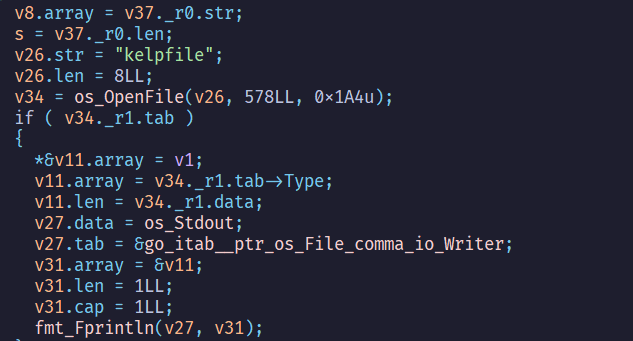 v8.array = v37._r0.str;
s = v37._r0.len;
v26.str = "kelpfile";
v26.len = 8LL;
v34 = os_OpenFile(v26, 578LL, 0×1A4u);
if ( v34._r1.tab )
{
*&v11.array = v1;
v11.array = v34._r1.tab→Type;
v11.len = v34._r1.data;
v27.data = os_Stdout;
v27.tab = &go_itab__ptr_os_File_comma_io_Writer;
v31.array = &v11;
v31.len = 1LL;
v31.cap = 1LL;
fmt_Fprintln(v27, v31);